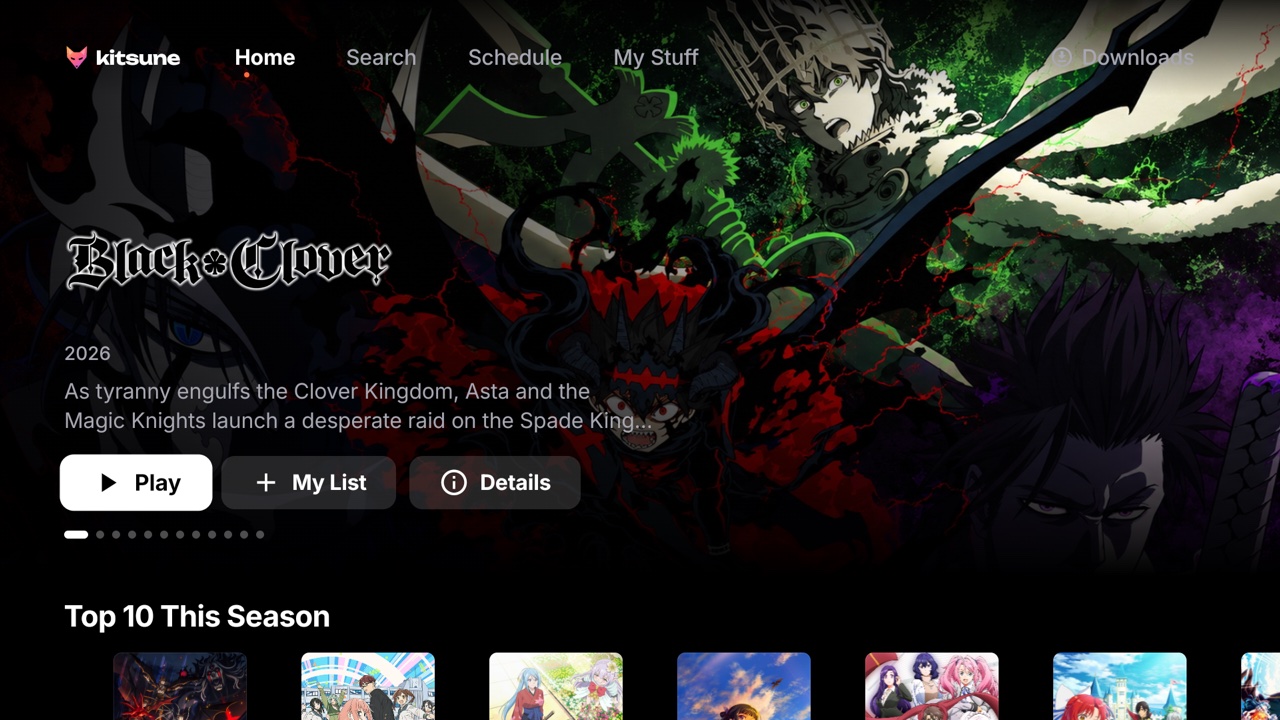 kitsune Home Search Schedule My Stuff Downloads
Black Clover
2026
As tyranny engulfs the Clover Kingdom, Asta and the
Magic Knights launch a desperate raid on the Spade King...
Play My List Details
Top 10 This Season